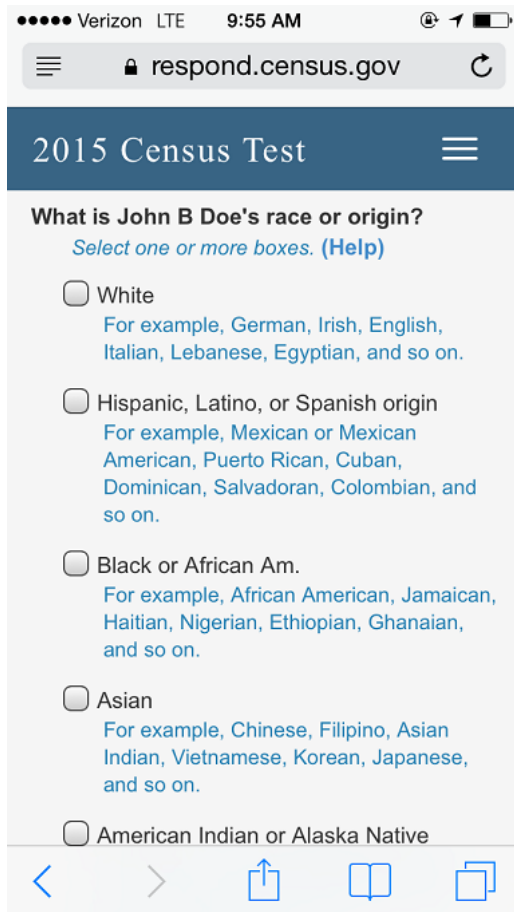 Verizon LTE 9:55 AM
respond.census.gov
2015 Census Test
What is John B Doe's race or origin?
Select one or more boxes. (Help)
White
For example, German, Irish, English,
Italian, Lebanese, Egyptian, and so on.
Hispanic, Latino, or Spanish origin
For example, Mexican or Mexican
American, Puerto Rican, Cuban,
Dominican, Salvadoran, Colombian, and
so on.
Black or African Am.
For example, African American, Jamaican,
Haitian, Nigerian, Ethiopian, Ghanaian,
and so on.
Asian
For example, Chinese, Filipino, Asian
Indian, Vietnamese, Korean, Japanese,
and so on.
American Indian or Alaska Native